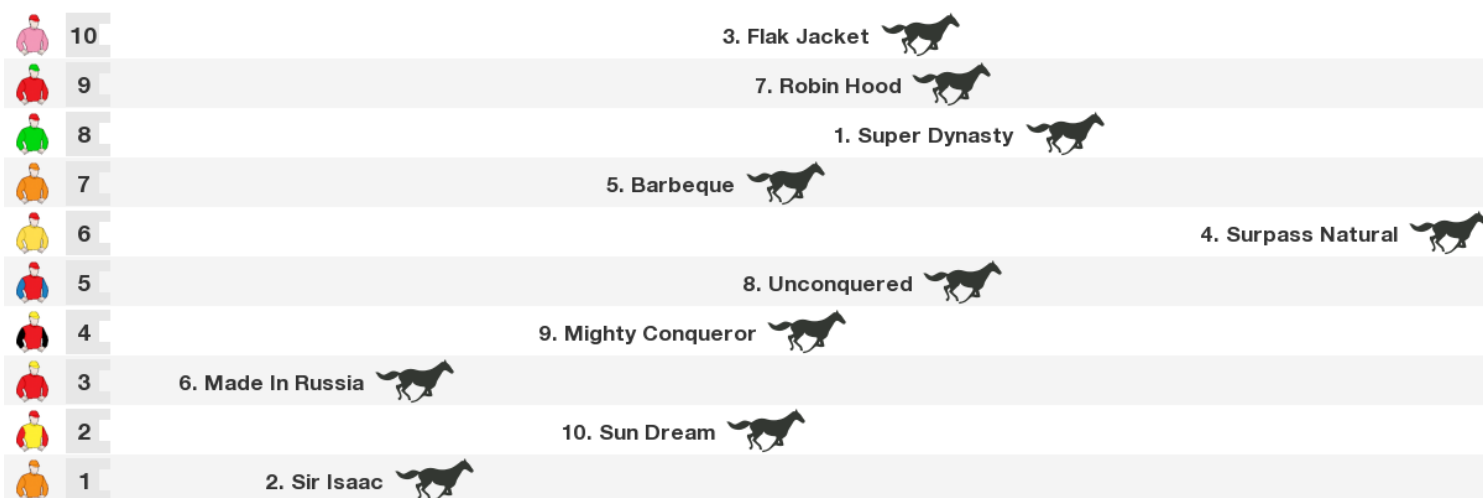 10 3. Flak Jacket
9 7. Robin Hood
8 1. Super Dynasty
7 5. Barbeque
6 4. Surpass Natural
5 8. Unconquered
4 9. Mighty Conqueror
3 6. Made In Russia
2 10. Sun Dream
1 2. Sir Isaac